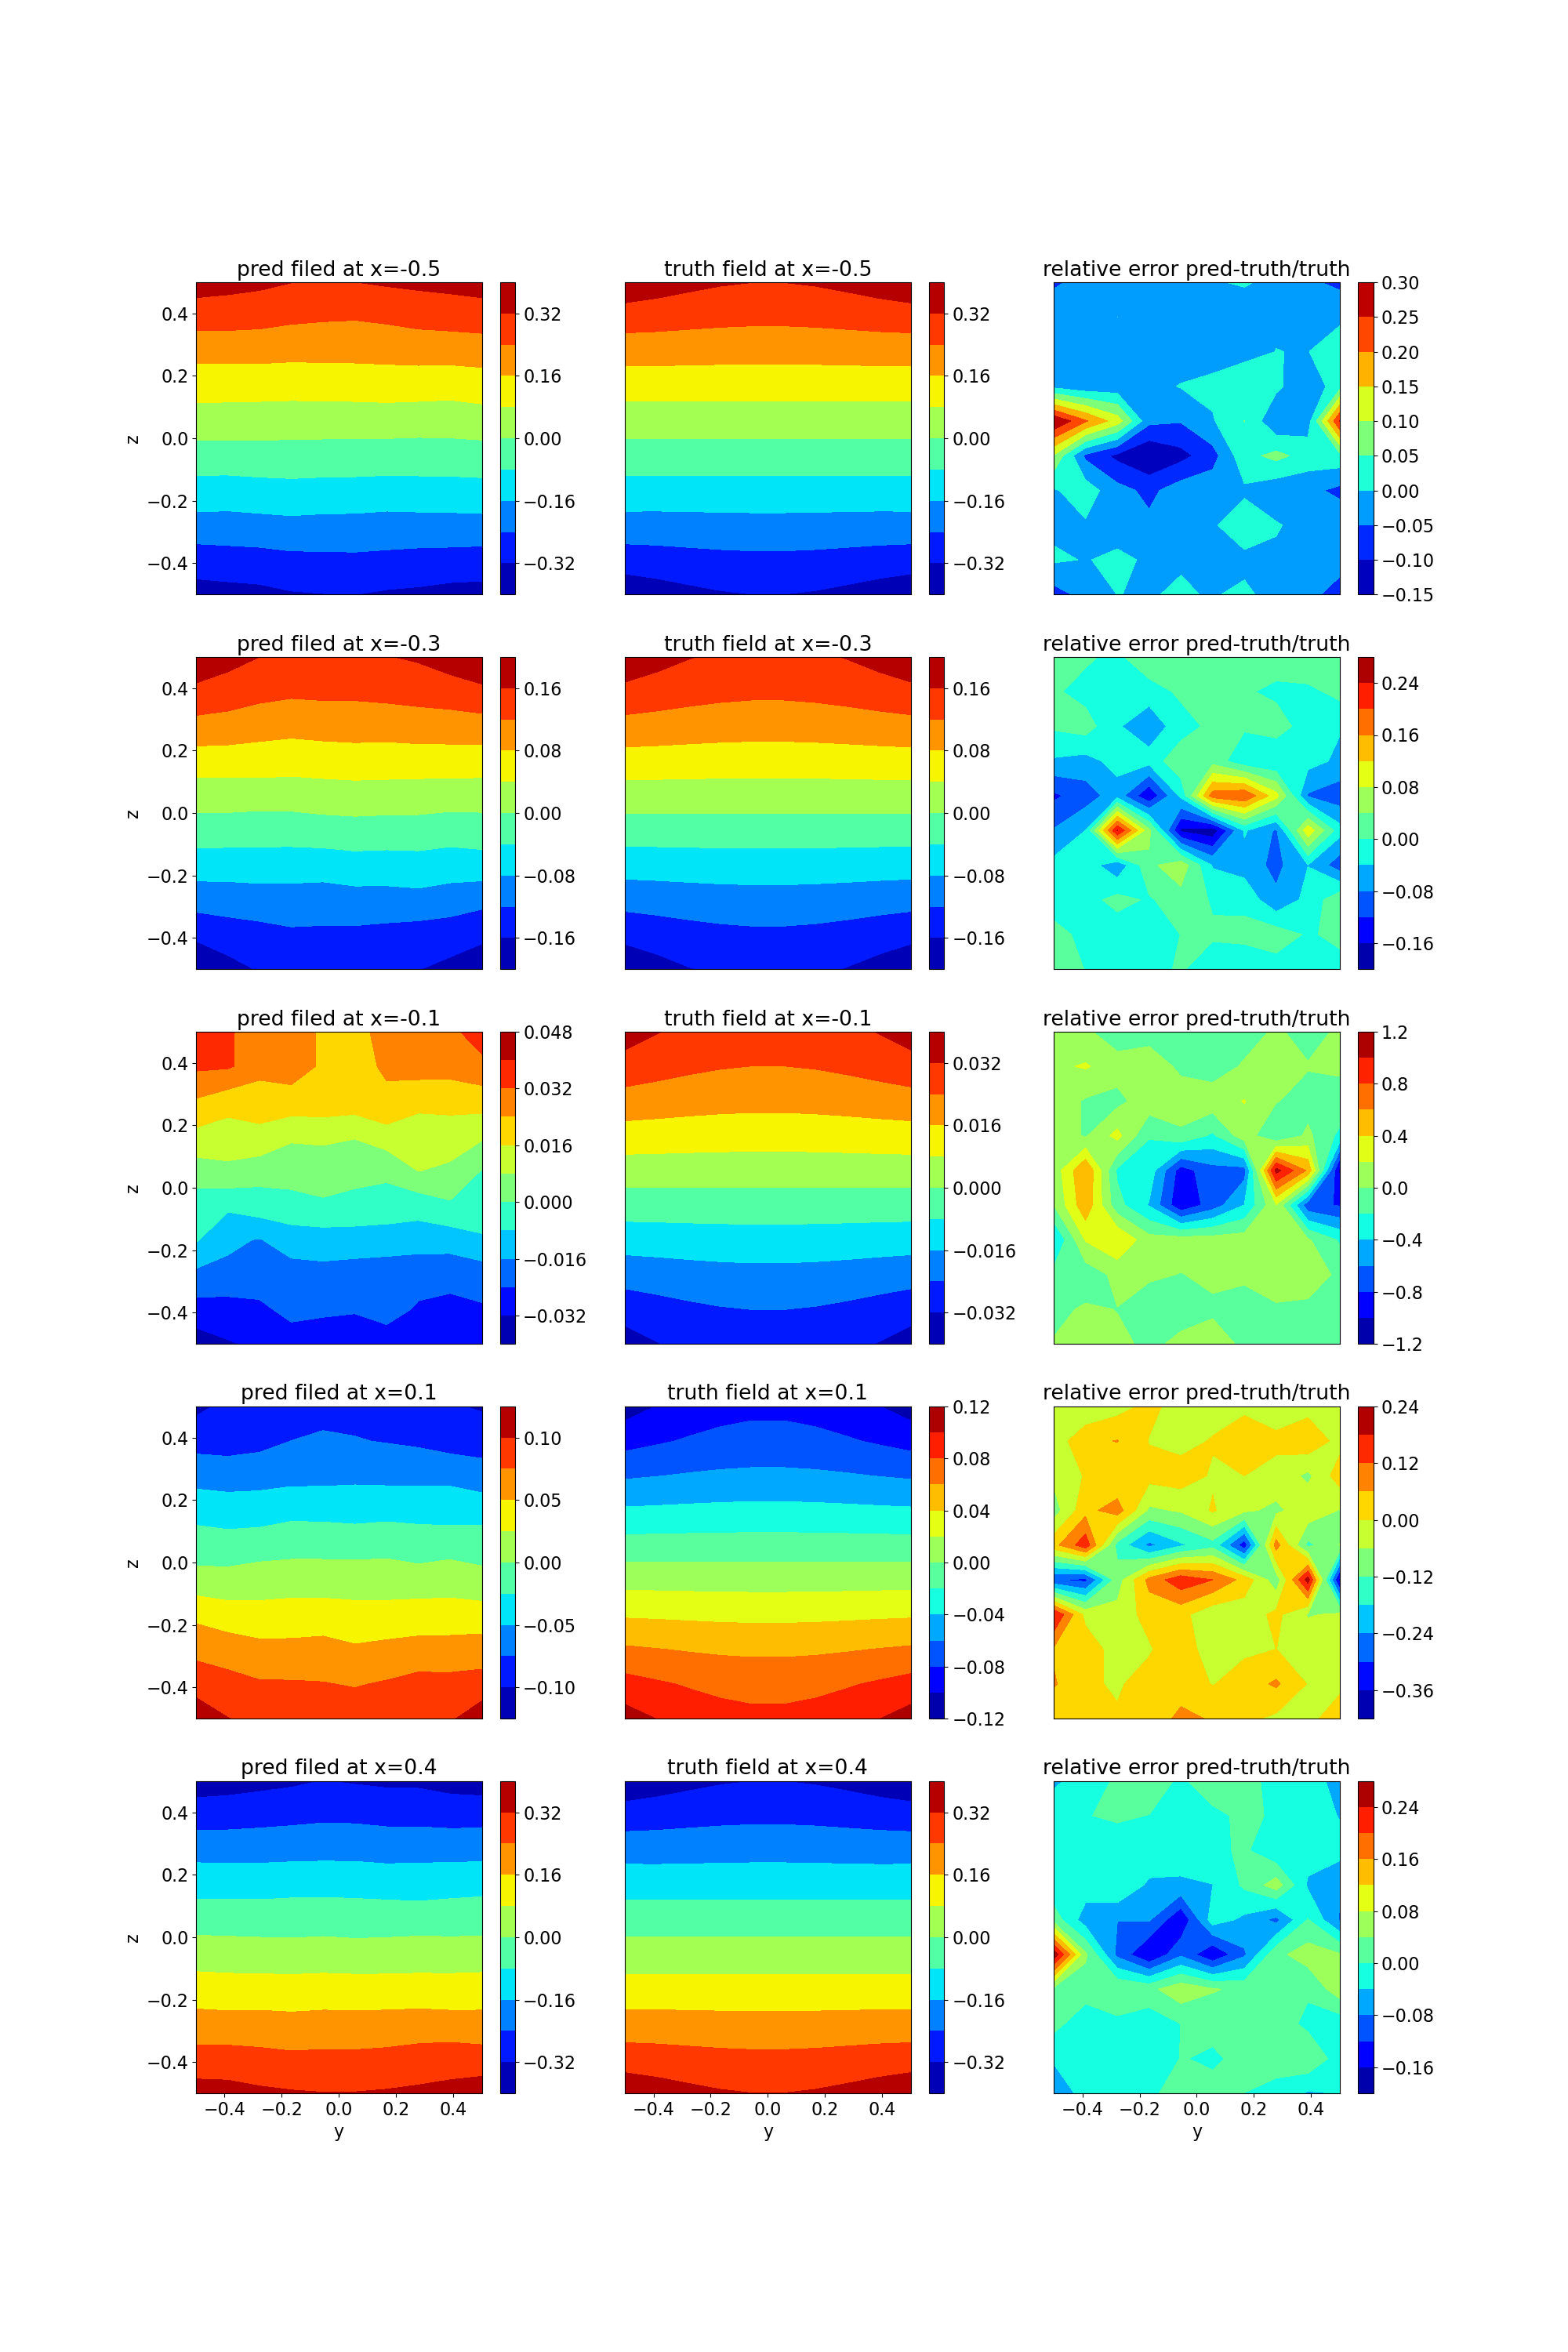 pred filed at x=-0.5 truth field at x=-0.5 relative error pred-truth/truth
z 0.4 0.2 0.0 −0.2 −0.4
0.32 0.16 0.00 −0.16 −0.32
0.32 0.16 0.00 −0.16 −0.32
0.30 0.25 0.20 0.15 0.10 0.05 0.00 −0.05 −0.10 −0.15
pred filed at x=-0.3 truth field at x=-0.3 relative error pred-truth/truth
z 0.4 0.2 0.0 −0.2 −0.4
0.16 0.08 0.00 −0.08 −0.16
0.16 0.08 0.00 −0.08 −0.16
0.24 0.16 0.08 0.00 −0.08 −0.16
pred filed at x=-0.1 truth field at x=-0.1 relative error pred-truth/truth
z 0.4 0.2 0.0 −0.2 −0.4
0.048 0.032 0.016 0.000 −0.016 −0.032
0.032 0.016 0.000 −0.016 −0.032
1.2 0.8 0.4 0.0 −0.4 −0.8 −1.2
pred filed at x=0.1 truth field at x=0.1 relative error pred-truth/truth
z 0.4 0.2 0.0 −0.2 −0.4
0.10 0.05 0.00 −0.05 −0.10
0.12 0.08 0.04 0.00 −0.04 −0.08 −0.12
0.24 0.12 0.00 −0.12 −0.24 −0.36
pred filed at x=0.4 truth field at x=0.4 relative error pred-truth/truth
z 0.4 0.2 0.0 −0.2 −0.4
0.32 0.16 0.00 −0.16 −0.32
0.32 0.16 0.00 −0.16 −0.32
0.24 0.16 0.08 0.00 −0.08 −0.16
−0.4 −0.2 0.0 0.2 0.4 −0.4 −0.2 0.0 0.2 0.4 −0.4 −0.2 0.0 0.2 0.4
y y y